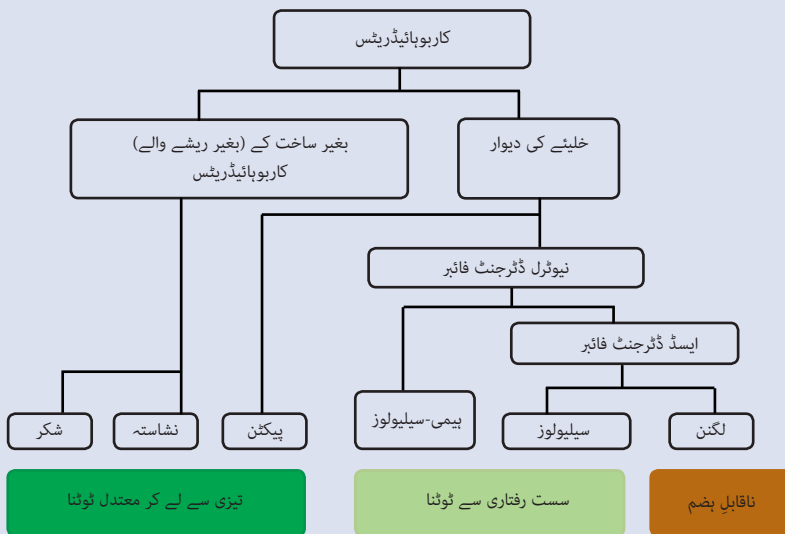 کاربوہائیڈریٹس
خلیئے کی دیوار
بغیر ساخت کے (بغیر ریشے والے)
کاربوہائیڈریٹس
نیوٹرل ڈٹرجنٹ فائبر
ایسڈ ڈٹرجنٹ فائبر
لگنن
سیلیولوز
ہیمی-سیلیولوز
پیکٹن
نشاستہ
شکر
ناقابلِ ہضم
سست رفتاری سے ٹوٹنا
تیزی سے لے کر معتدل ٹوٹنا